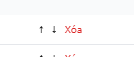 ↑ ↓ Xóa